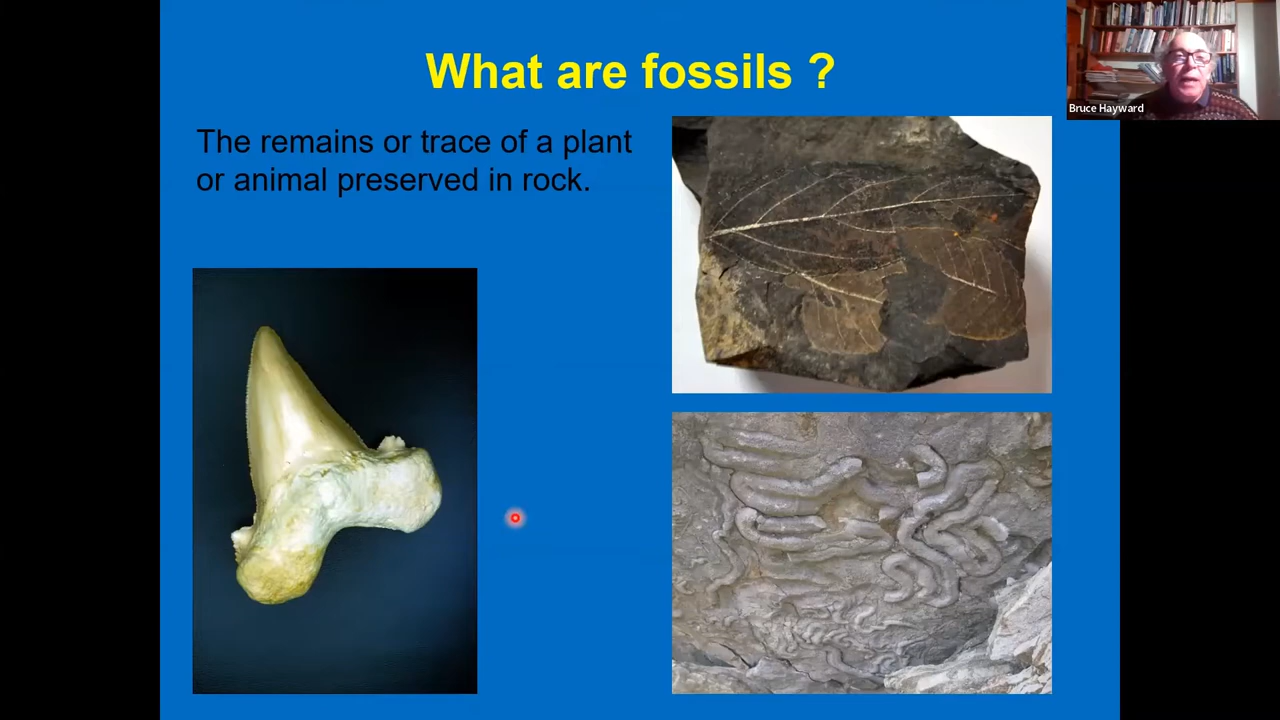 What are fossils ?
The remains or trace of a plant
or animal preserved in rock.
Bruce Hayward